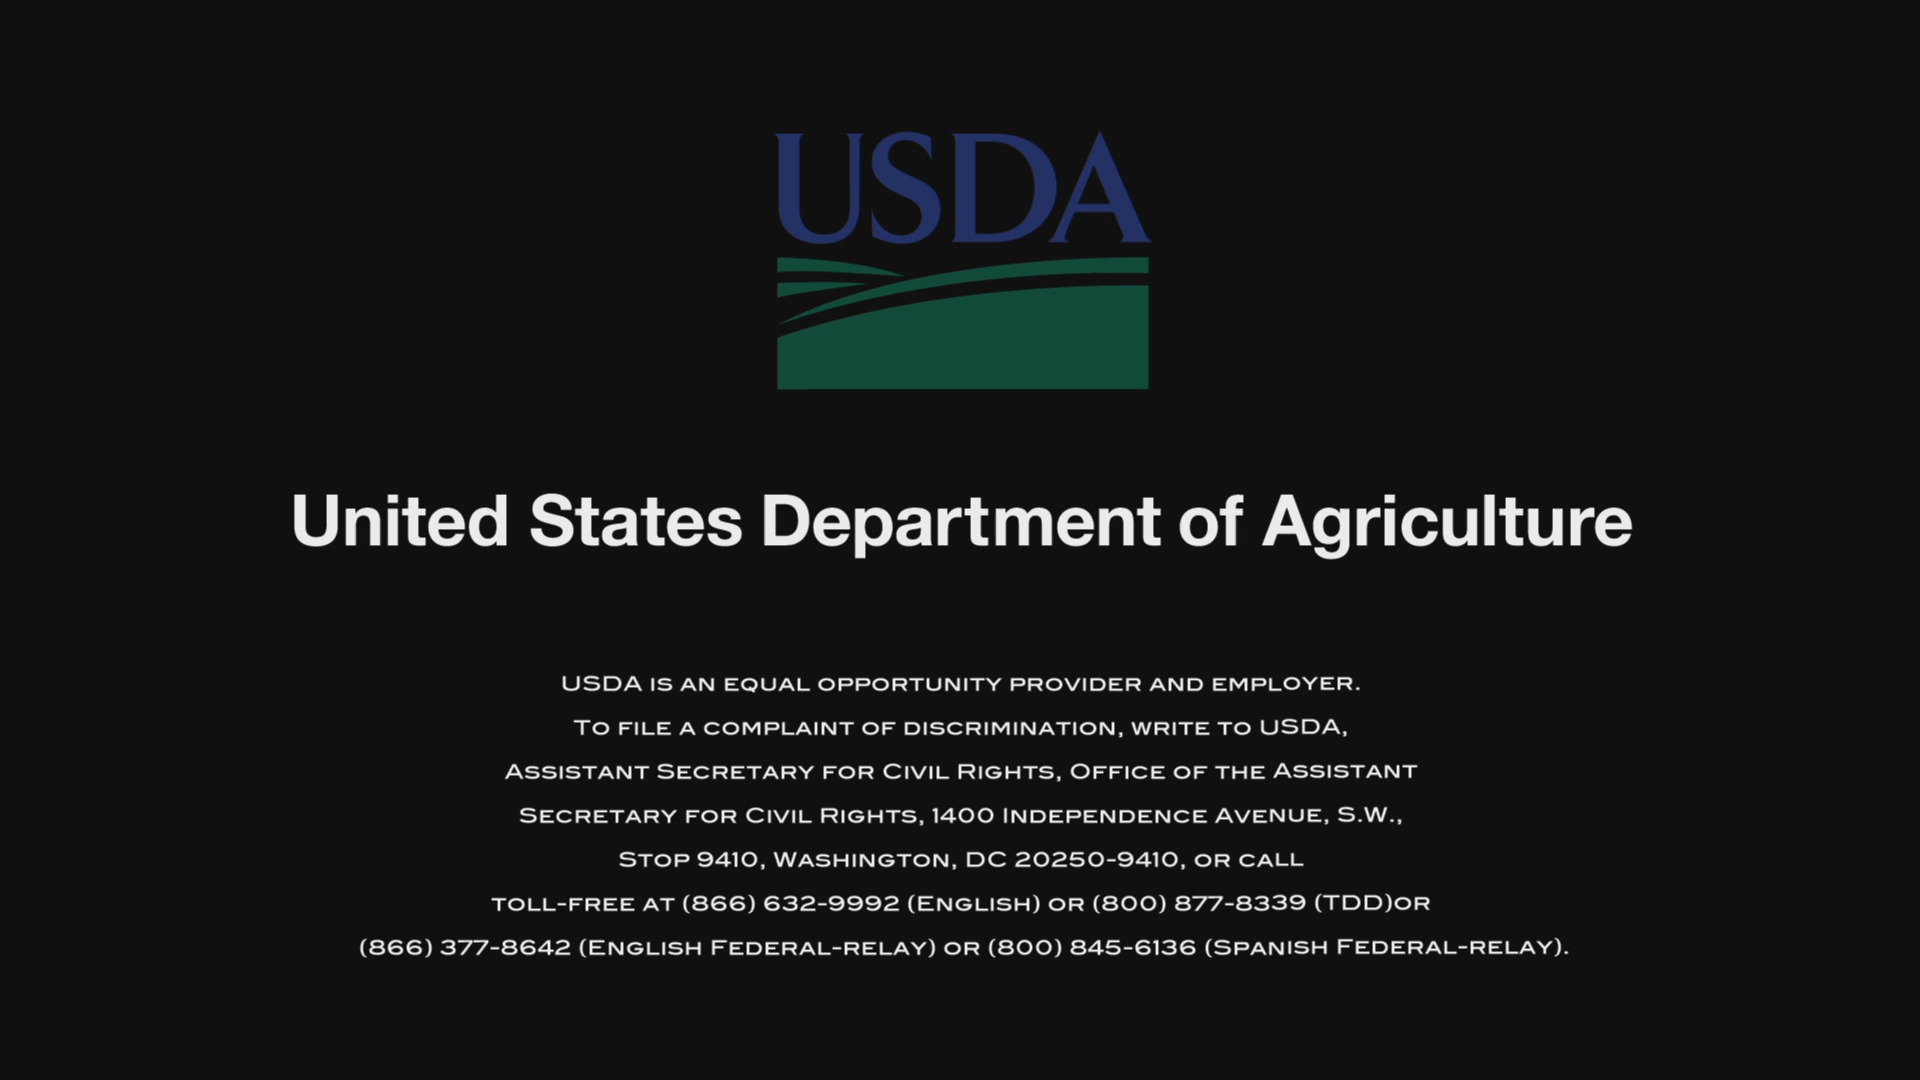 USDA
United States Department of Agriculture
USDA is an equal opportunity provider and employer.
To file a complaint of discrimination, write to USDA,
Assistant Secretary for Civil Rights, Office of the Assistant
Secretary for Civil Rights, 1400 Independence Avenue, S.W.,
Stop 9410, Washington, DC 20250-9410, or call
toll-free at (866) 632-9992 (English) or (800) 877-8339 (TDD)or
(866) 377-8642 (English Federal-relay) or (800) 845-6136 (Spanish Federal-relay).